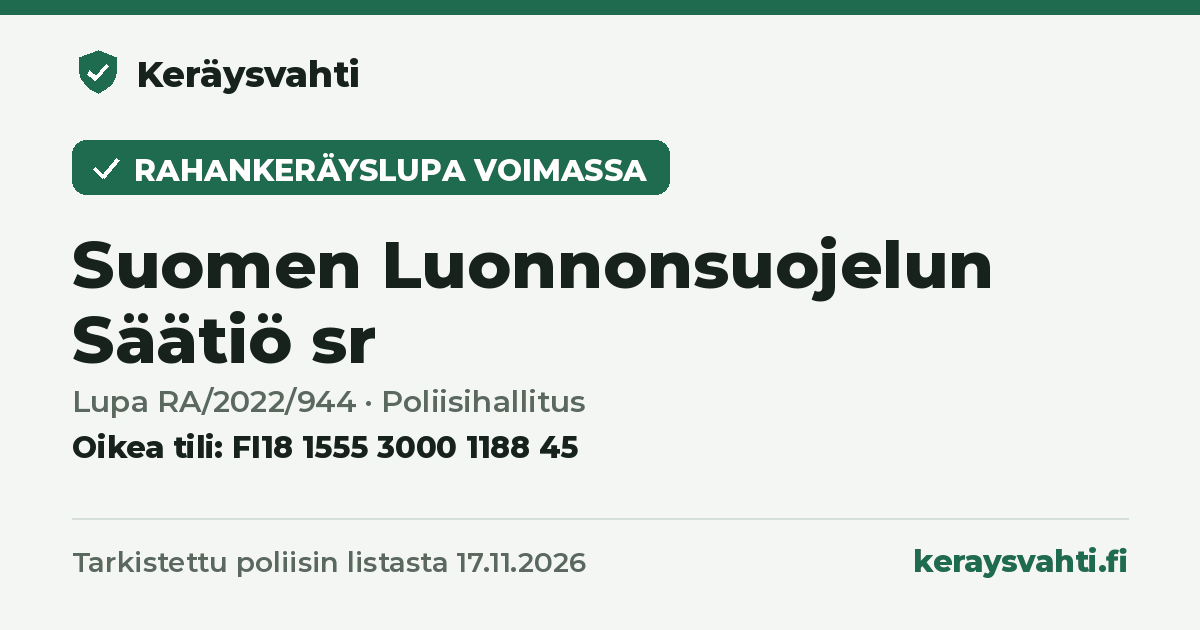 Keräysvahti
RAHANKERÄYSLUPA VOIMASSA
Suomen Luonnonsuojelun
Säätiö sr
Lupa RA/2022/944 · Poliisihallitus
Oikea tili: FI18 1555 3000 1188 45
Tarkistettu poliisin listasta 17.11.2026
keraysvahti.fi